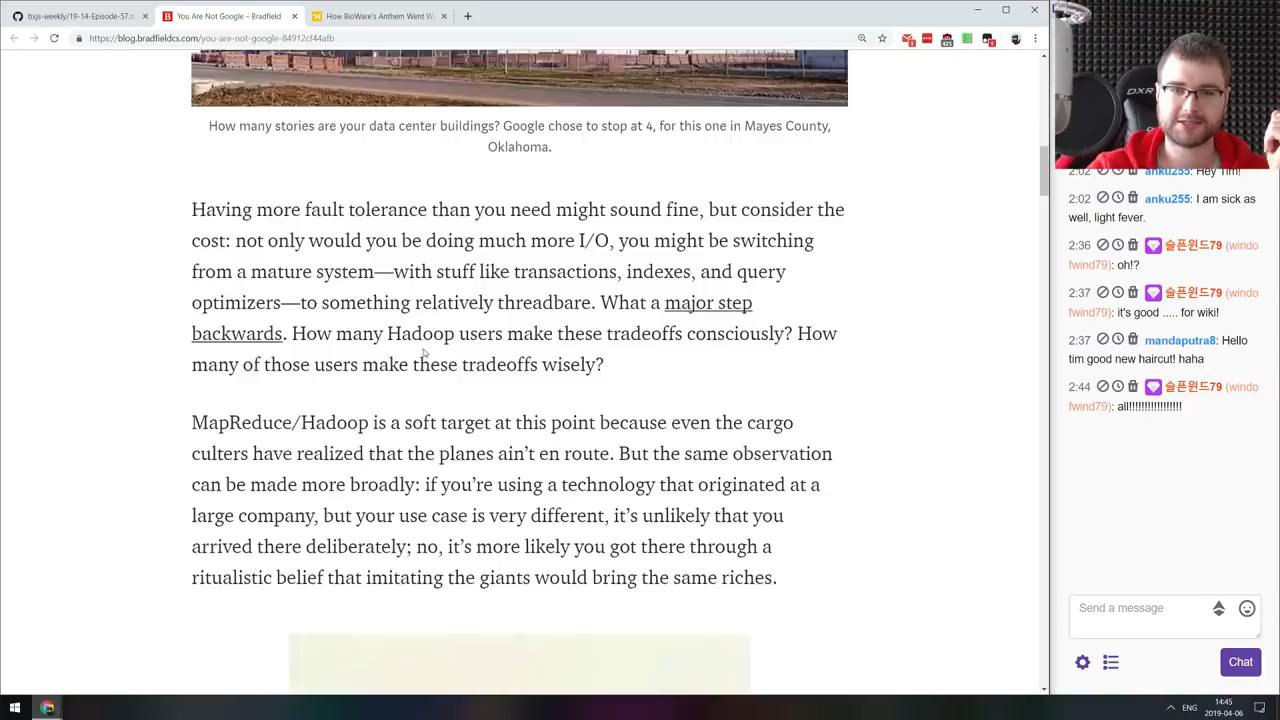 bxjs-weekly/19-14-Episode-57.m
You Are Not Google – Bradfield
How BioWare's Anthem Went W
https://blog.bradfieldcs.com/you-are-not-google-84912cf44afb
How many stories are your data center buildings? Google chose to stop at 4, for this one in Mayes County,
Oklahoma.
Having more fault tolerance than you need might sound fine, but consider the
cost: not only would you be doing much more I/O, you might be switching
from a mature system—with stuff like transactions, indexes, and query
optimizers—to something relatively threadbare. What a major step
backwards. How many Hadoop users make these tradeoffs consciously? How
many of those users make these tradeoffs wisely?
MapReduce/Hadoop is a soft target at this point because even the cargo
culters have realized that the planes ain't en route. But the same observation
can be made more broadly: if you're using a technology that originated at a
large company, but your use case is very different, it's unlikely that you
arrived there deliberately; no, it's more likely you got there through a
ritualistic belief that imitating the giants would bring the same riches.
DXR
2:02 anku255: Hey Tim!
2:02 anku255: I am sick as
well, light fever.
2:36 슬픈윈드79 (windo
fwind79): oh!?
2:37 슬픈윈드79 (windo
fwind79): it's good ..... for wiki!
2:37 mandaputra8: Hello
tim good new haircut! haha
2:44 슬픈윈드79 (windo
fwind79): all!!!!!!!!!!!!!!!!!
Send a message
Chat
ENG
14:45
2019-04-06